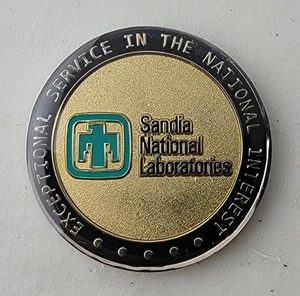 EXCEPTIONAL SERVICE IN THE NATIONAL INTEREST
Sandia
National
Laboratories